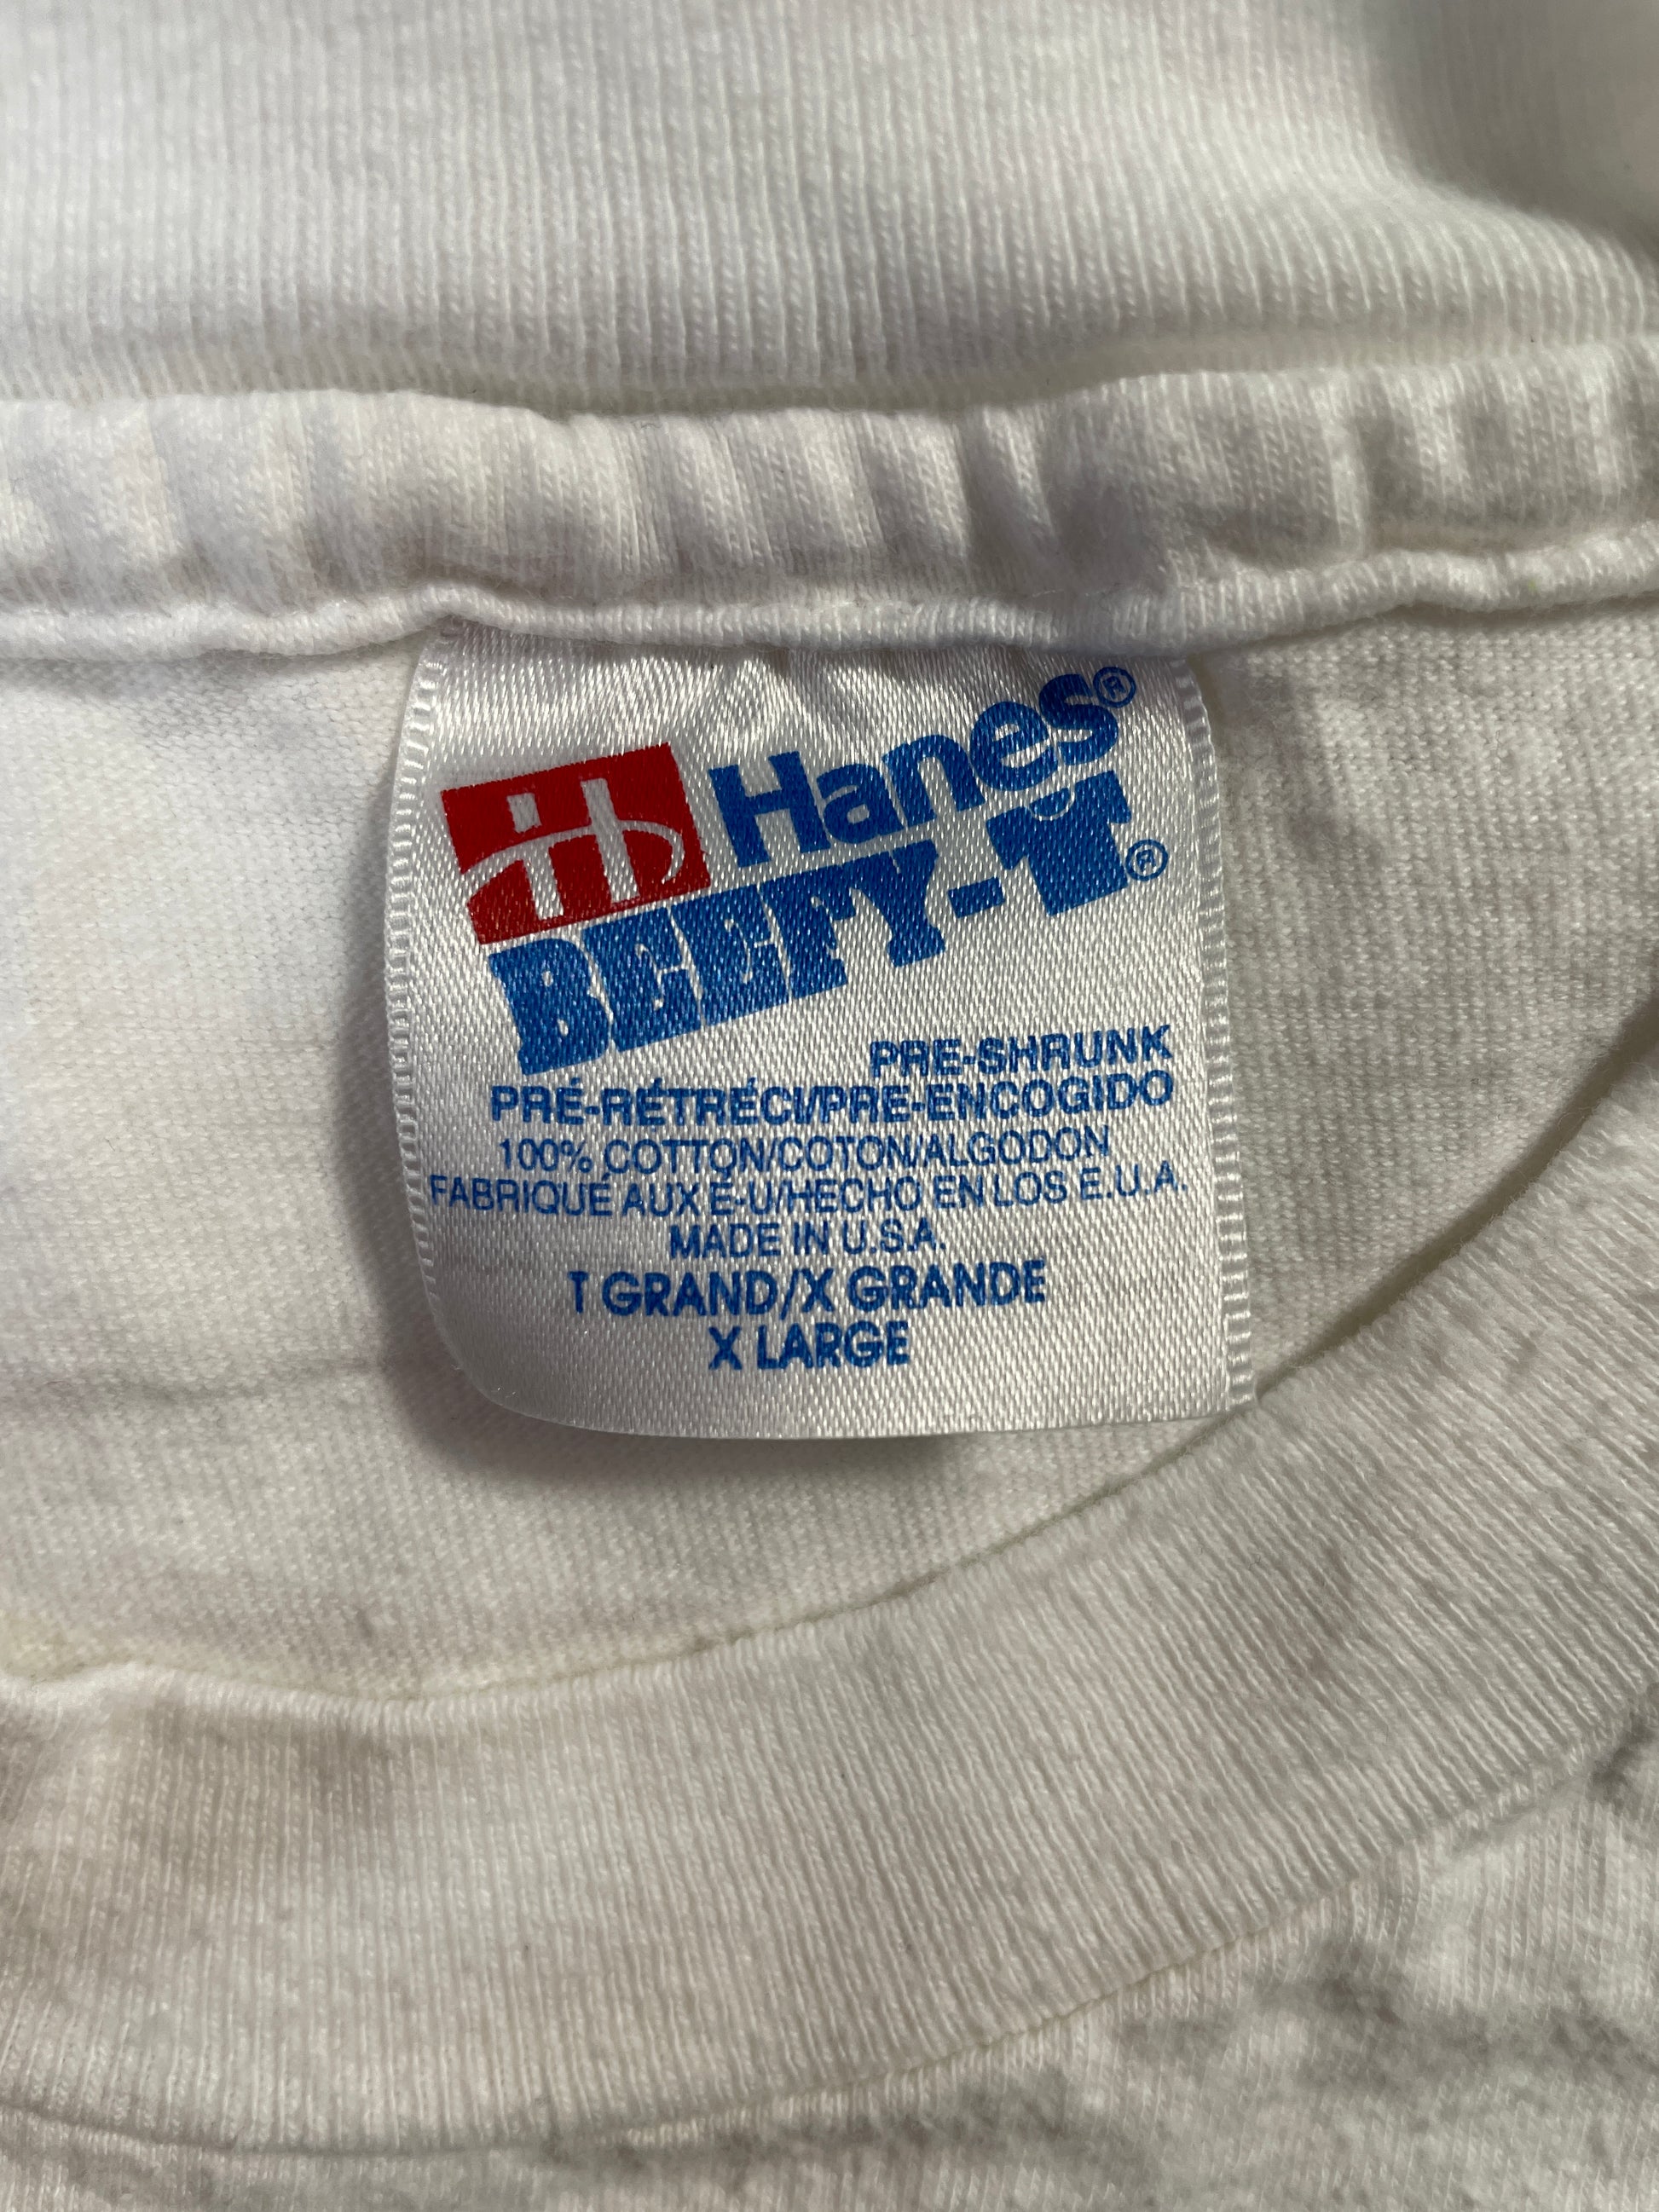 Hanes®
BEEFY-T®
PRE-SHRUNK
PRÉ-RÉTRÉCI/PRE-ENCOGIDO
100% COTTON/COTON/ALGODON
FABRIQUÉ AUX É-U/HECHO EN LOS E.U.A.
MADE IN U.S.A.
T GRAND/X GRANDE
X LARGE